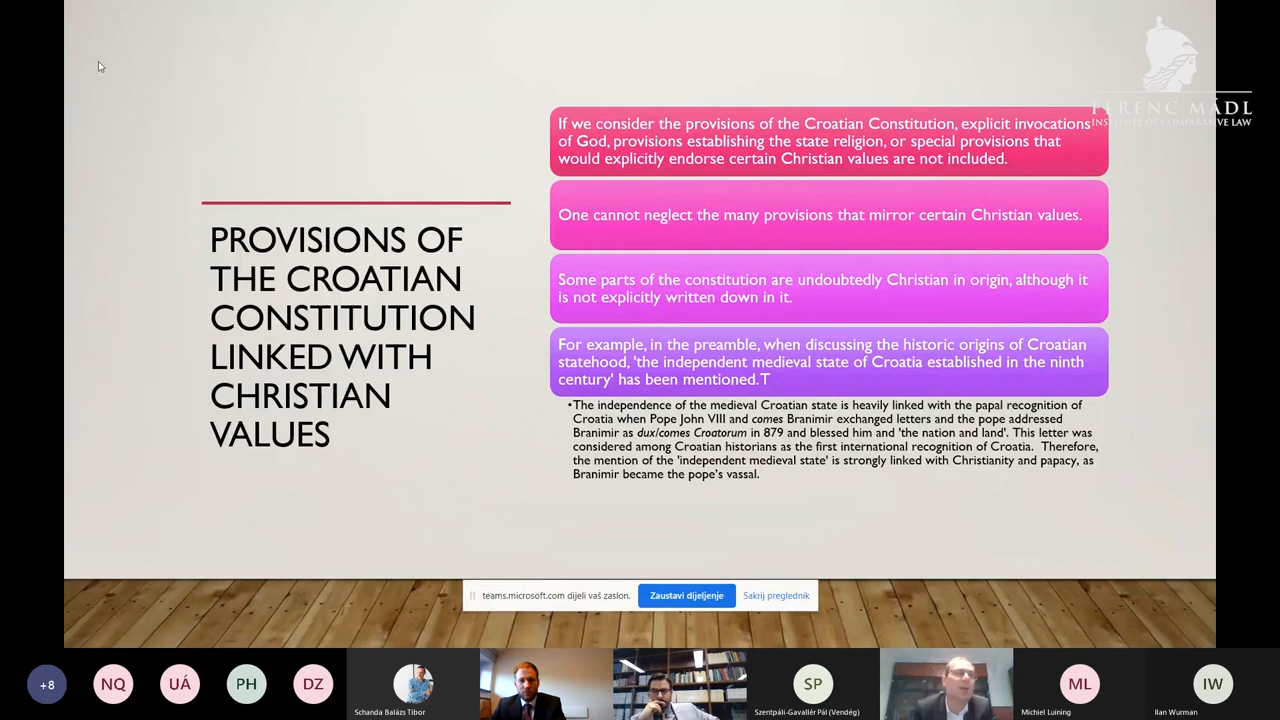 FERENC MÁDL
INSTITUTE OF COMPARATIVE LAW
PROVISIONS OF
THE CROATIAN
CONSTITUTION
LINKED WITH
CHRISTIAN
VALUES
If we consider the provisions of the Croatian Constitution, explicit invocations
of God, provisions establishing the state religion, or special provisions that
would explicitly endorse certain Christian values are not included.
One cannot neglect the many provisions that mirror certain Christian values.
Some parts of the constitution are undoubtedly Christian in origin, although it
is not explicitly written down in it.
For example, in the preamble, when discussing the historic origins of Croatian
statehood, 'the independent medieval state of Croatia established in the ninth
century' has been mentioned.T
•The independence of the medieval Croatian state is heavily linked with the papal recognition of
Croatia when Pope John VIII and comes Branimir exchanged letters and the pope addressed
Branimir as dux/comes Croatorum in 879 and blessed him and 'the nation and land'. This letter was
considered among Croatian historians as the first international recognition of Croatia. Therefore,
the mention of the 'independent medieval state' is strongly linked with Christianity and papacy, as
Branimir became the pope's vassal.
teams.microsoft.com dijeli vaš zaslon.
Zaustavi dijeljenje
Sakrij preglednik
+8
NQ
UÁ
PH
DZ
Schanda Balázs Tibor
SP
Szentpáli-Gavallér Pál (Vendég)
ML
Michiel Luining
IW
Ilan Wurman